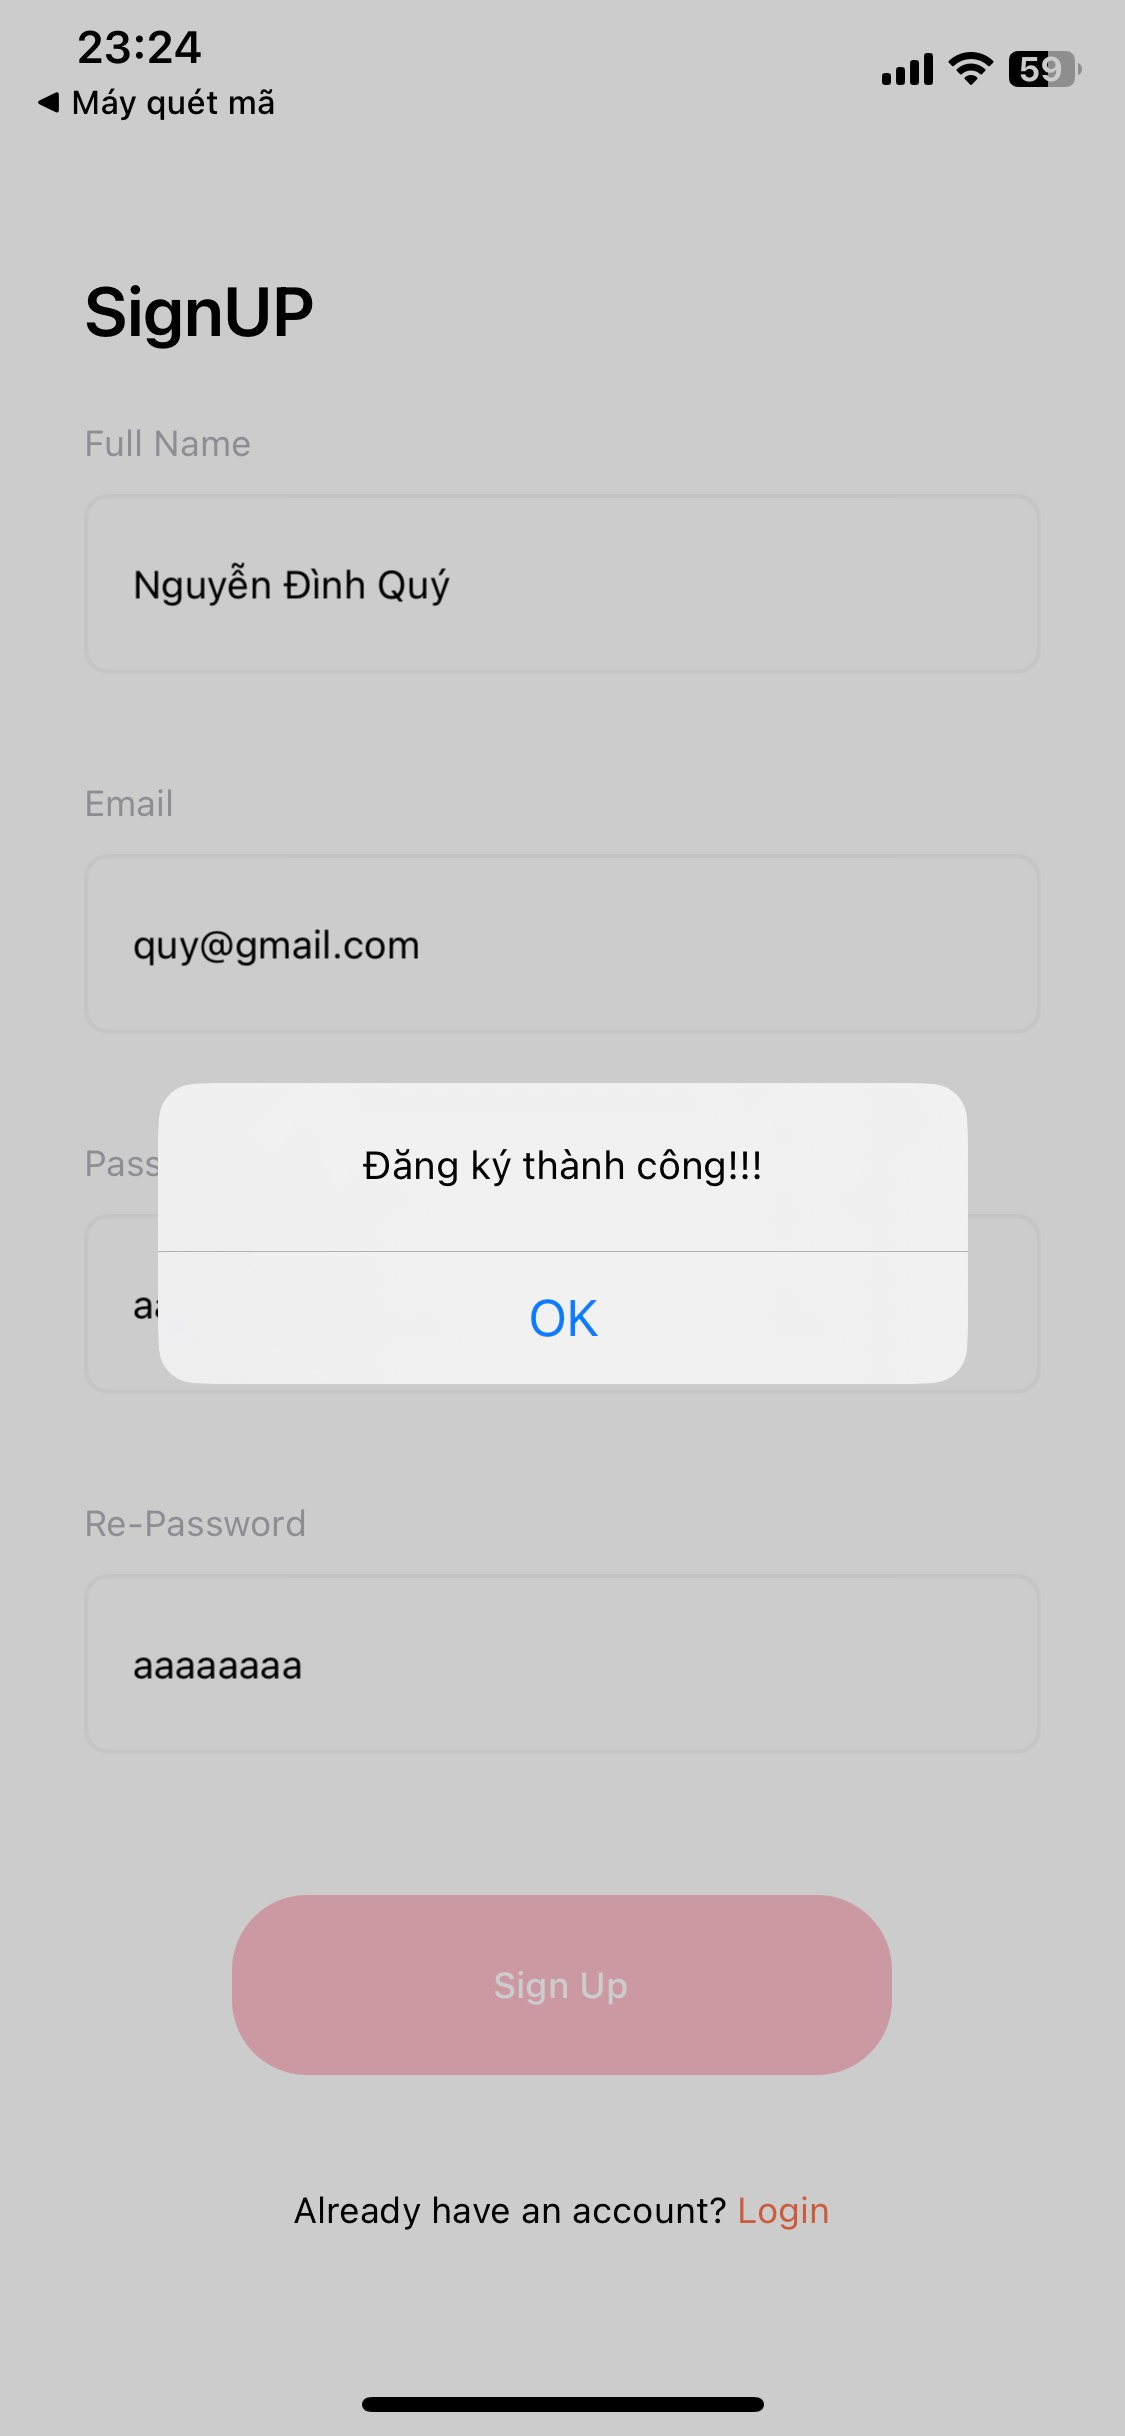 23:24
59
◀ Máy quét mã
SignUP
Full Name
Nguyễn Đình Quý
Email
quy@gmail.com
Đăng ký thành công!!!
OK
Re-Password
aaaaaaaa
Sign Up
Already have an account? Login